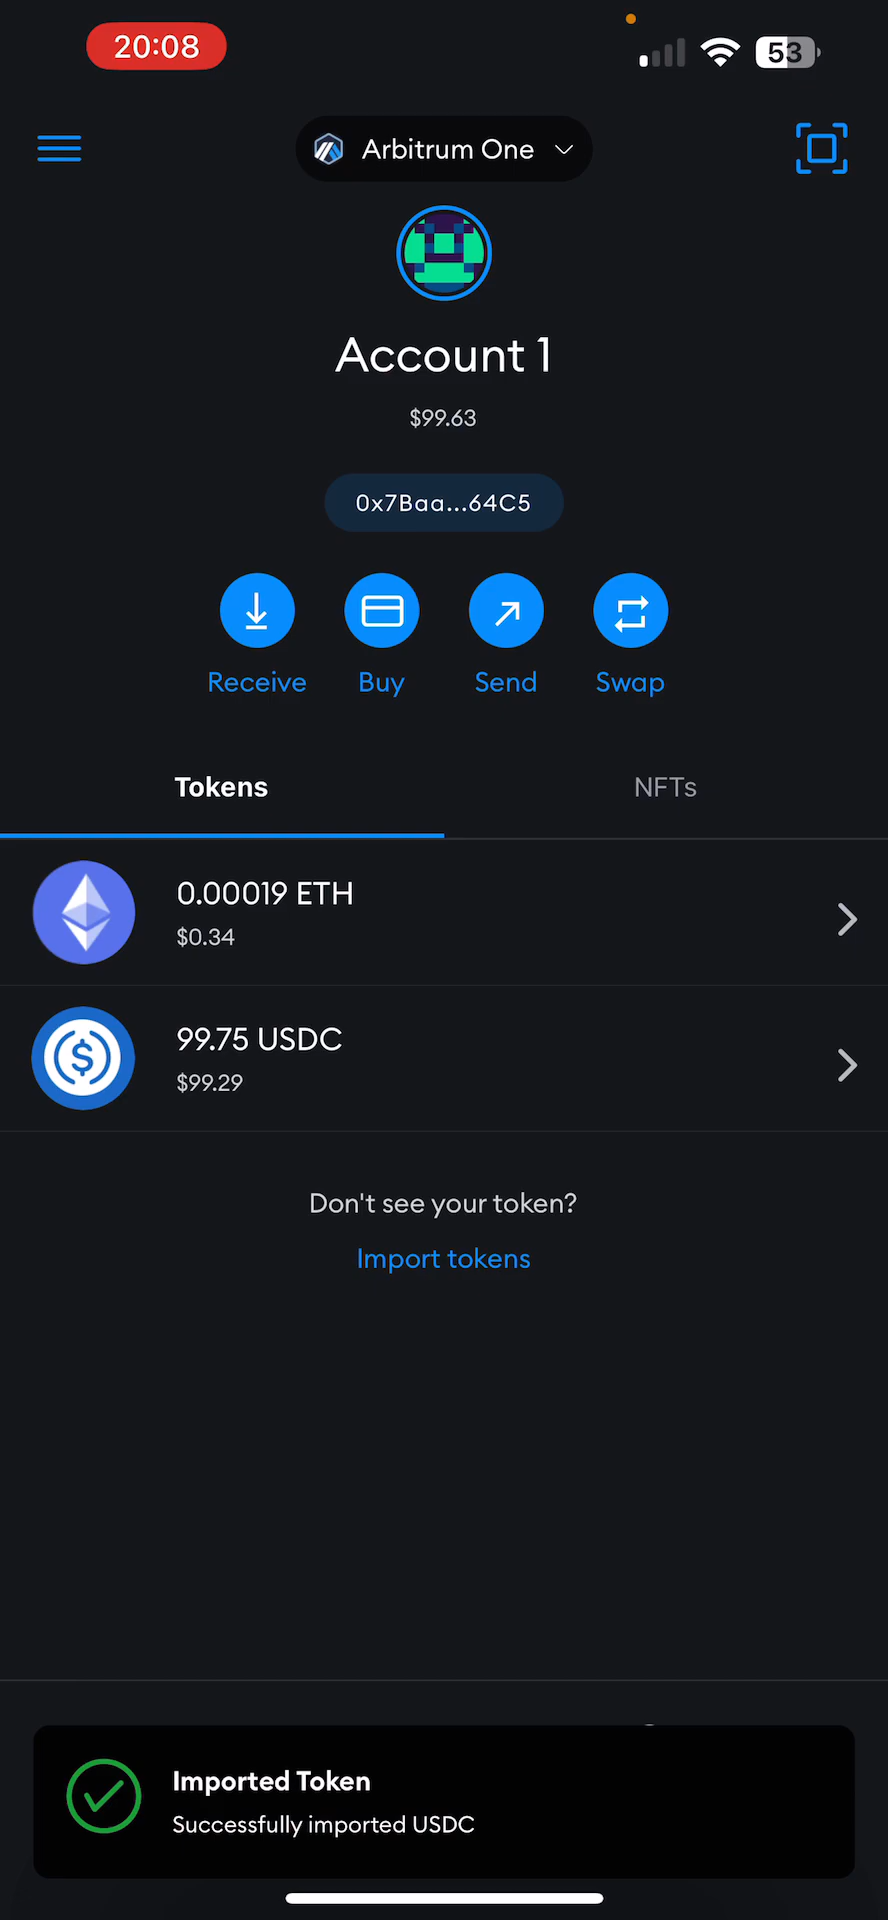 20:08
53
Arbitrum One
Account 1
$99.63
0x7Baa...64C5
Receive
Buy
Send
Swap
Tokens
NFTs
0.00019 ETH
$0.34
99.75 USDC
$99.29
Don't see your token?
Import tokens
Imported Token
Successfully imported USDC